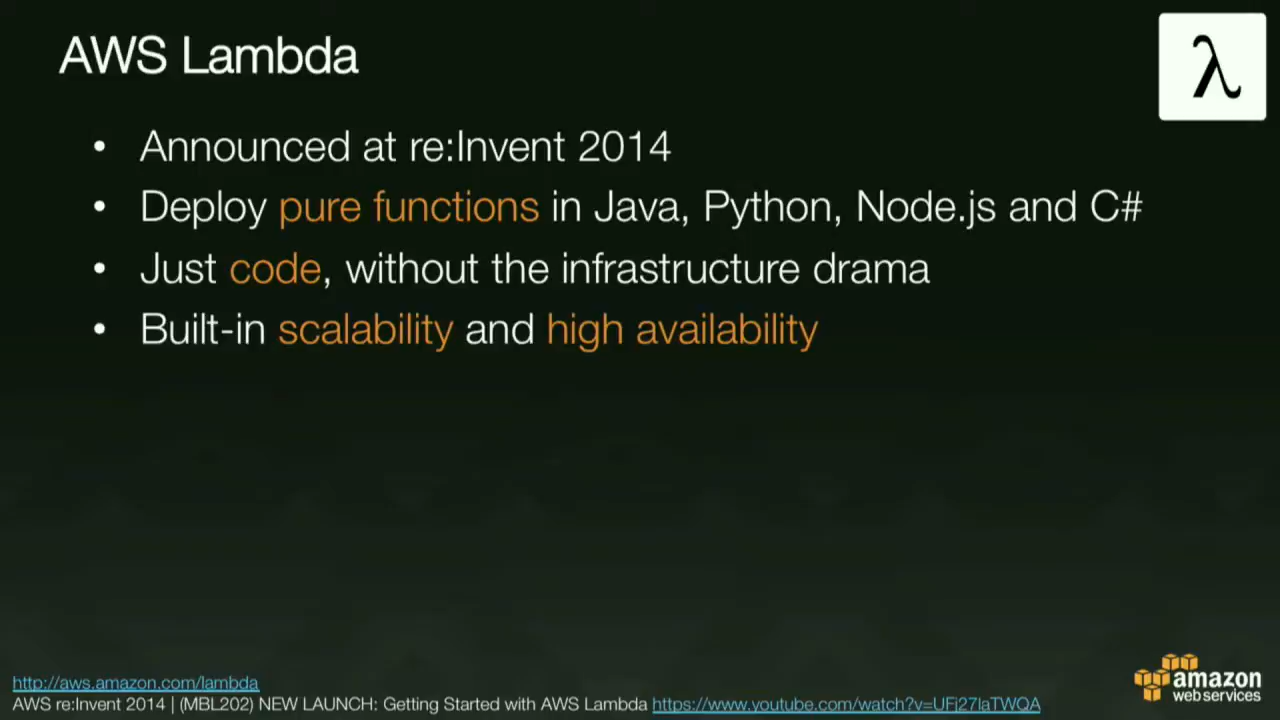 AWS Lambda
λ
• Announced at re:Invent 2014
• Deploy pure functions in Java, Python, Node.js and C#
• Just code, without the infrastructure drama
• Built-in scalability and high availability
http://aws.amazon.com/lambda
AWS re:Invent 2014 | (MBL202) NEW LAUNCH: Getting Started with AWS Lambda https://www.youtube.com/watch?v=UFj27laTWQA
amazon
web services